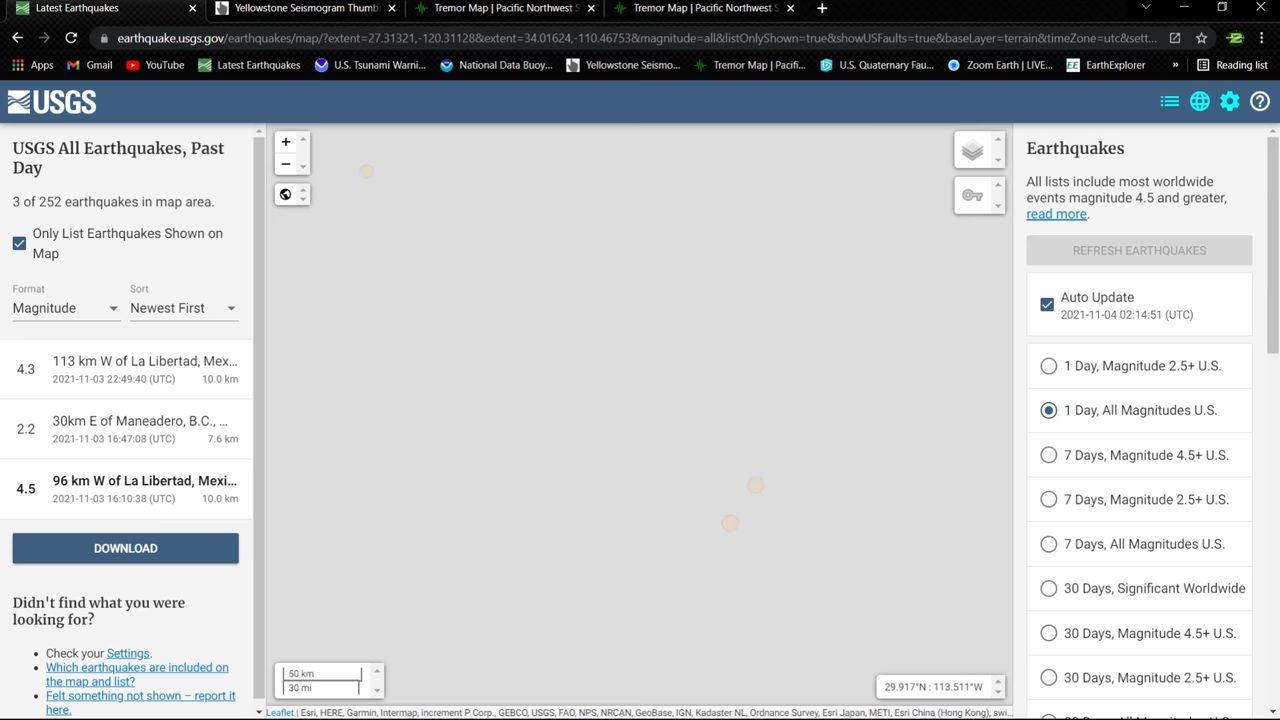 Latest Earthquakes
Yellowstone Seismogram Thumb
Tremor Map | Pacific Northwest S
Tremor Map | Pacific Northwest S
earthquake.usgs.gov/earthquakes/map/?extent=27.31321,-120.31128&extent=34.01624,-110.46753&magnitude=all&listOnlyShown=true&showUSFaults=true&baseLayer=terrain&timeZone=utc&sett...
Apps
Gmail
YouTube
Latest Earthquakes
U.S. Tsunami Warni...
National Data Buoy...
Yellowstone Seismo...
Tremor Map | Pacifi...
U.S. Quaternary Fau...
Zoom Earth | LIVE...
EarthExplorer
»
Reading list
USGS
USGS All Earthquakes, Past
Day
3 of 252 earthquakes in map area.
Only List Earthquakes Shown on
Map
Format
Magnitude
Sort
Newest First
4.3
113 km W of La Libertad, Mex...
2021-11-03 22:49:40 (UTC) 10.0 km
2.2
30km E of Maneadero, B.C., ...
2021-11-03 16:47:08 (UTC) 7.6 km
4.5
96 km W of La Libertad, Mexi...
2021-11-03 16:10:38 (UTC) 10.0 km
DOWNLOAD
Didn't find what you were
looking for?
• Check your Settings.
• Which earthquakes are included on
the map and list?
• Felt something not shown – report it
here.
+
−
50 km
30 mi
29.917°N : 113.511°W
Leaflet | Esri, HERE, Garmin, Intermap, increment P Corp., GEBCO, USGS, FAO, NPS, NRCAN, GeoBase, IGN, Kadaster NL, Ordnance Survey, Esri Japan, METI, Esri China (Hong Kong), swi...
Earthquakes
All lists include most worldwide
events magnitude 4.5 and greater,
read more.
REFRESH EARTHQUAKES
Auto Update
2021-11-04 02:14:51 (UTC)
1 Day, Magnitude 2.5+ U.S.
1 Day, All Magnitudes U.S.
7 Days, Magnitude 4.5+ U.S.
7 Days, Magnitude 2.5+ U.S.
7 Days, All Magnitudes U.S.
30 Days, Significant Worldwide
30 Days, Magnitude 4.5+ U.S.
30 Days, Magnitude 2.5+ U.S.